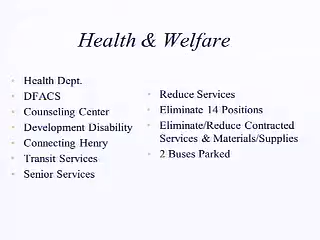 Health & Welfare
Health Dept.
DFACS
Counseling Center
Development Disability
Connecting Henry
Transit Services
Senior Services
Reduce Services
Eliminate 14 Positions
Eliminate/Reduce Contracted
Services & Materials/Supplies
2 Buses Parked